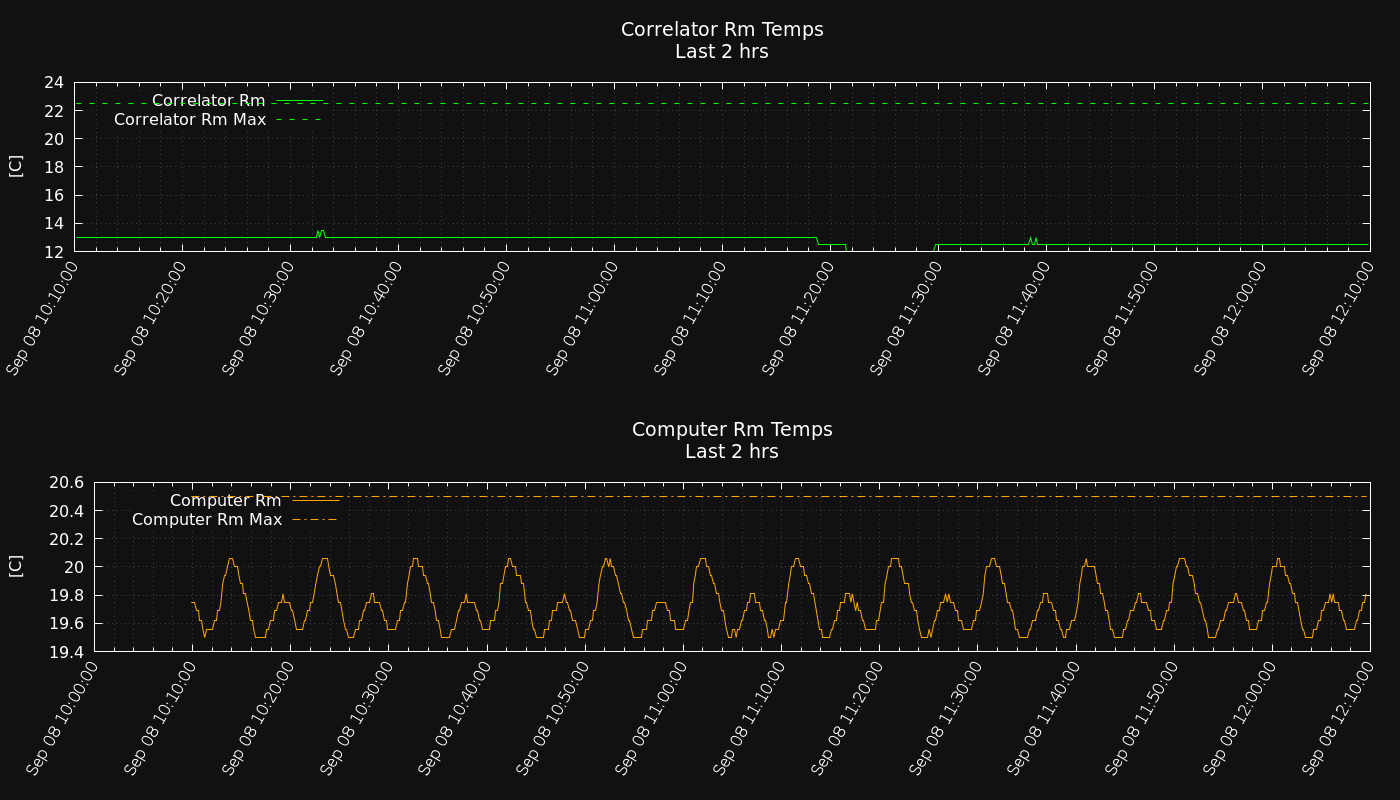 Correlator Rm Temps
Last 2 hrs
[C]
24
22
20
18
16
14
12
Correlator Rm
Correlator Rm Max
Sep 08 10:10:00
Sep 08 10:20:00
Sep 08 10:30:00
Sep 08 10:40:00
Sep 08 10:50:00
Sep 08 11:00:00
Sep 08 11:10:00
Sep 08 11:20:00
Sep 08 11:30:00
Sep 08 11:40:00
Sep 08 11:50:00
Sep 08 12:00:00
Sep 08 12:10:00
Computer Rm Temps
Last 2 hrs
[C]
20.6
20.4
20.2
20
19.8
19.6
19.4
Computer Rm
Computer Rm Max
Sep 08 10:00:00
Sep 08 10:10:00
Sep 08 10:20:00
Sep 08 10:30:00
Sep 08 10:40:00
Sep 08 10:50:00
Sep 08 11:00:00
Sep 08 11:10:00
Sep 08 11:20:00
Sep 08 11:30:00
Sep 08 11:40:00
Sep 08 11:50:00
Sep 08 12:00:00
Sep 08 12:10:00